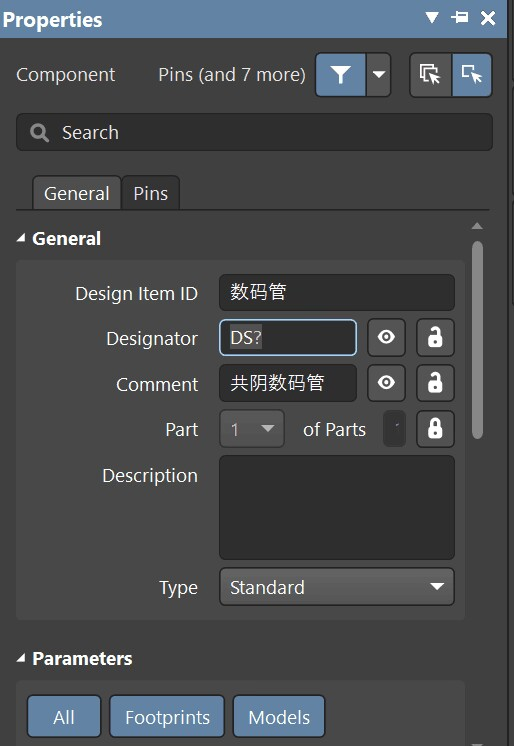 Properties
Component Pins (and 7 more)
Search
General Pins
General
Design Item ID 数码管
Designator DS?
Comment 共阴数码管
Part 1 of Parts
Description
Type Standard
Parameters
All Footprints Models